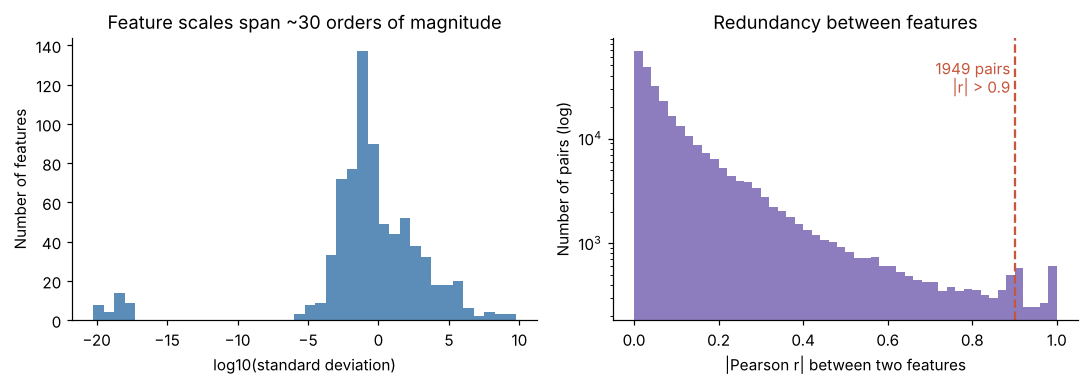 Feature scales span ~30 orders of magnitude
Number of features
140
120
100
80
60
40
20
0
−20
−15
−10
−5
0
5
10
log10(standard deviation)
Redundancy between features
Number of pairs (log)
10⁴
10³
1949 pairs
|r| > 0.9
0.0
0.2
0.4
0.6
0.8
1.0
|Pearson r| between two features